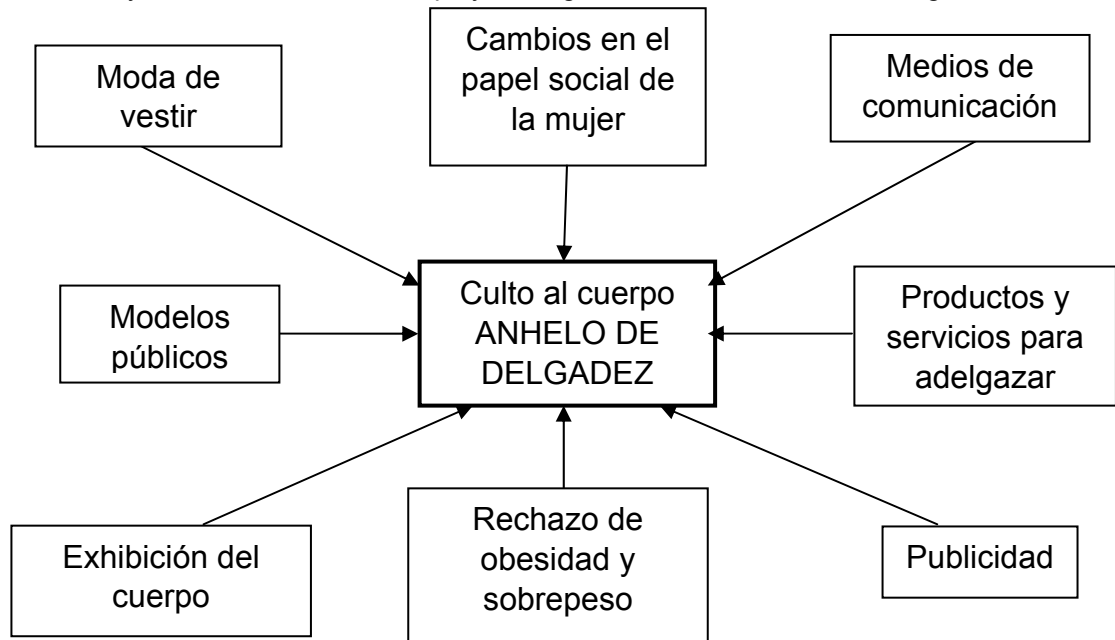 Cambios en el
papel social de
la mujer
Moda de
vestir
Medios de
comunicación
Culto al cuerpo
ANHELO DE
DELGADEZ
Modelos
públicos
Productos y
servicios para
adelgazar
Exhibición del
cuerpo
Rechazo de
obesidad y
sobrepeso
Publicidad